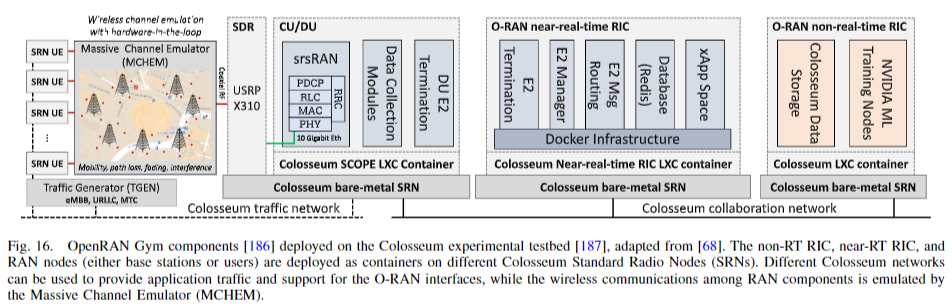 Wireless channel emulation
with hardware-in-the-loop
SRN UE
SRN UE
SRN UE
SRN UE
Massive Channel Emulator
(MCHEM)
Mobility, path loss, fading, interference
Traffic Generator (TGEN)
eMBB, URLLC, MTC
Coaxial RF
SDR
USRP
X310
CU/DU
srsRAN
PDCP
RLC
MAC
PHY
RRC
10 Gigabit Eth
Data Collection
Modules
DU E2
Termination
Colosseum SCOPE LXC Container
Colosseum bare-metal SRN
O-RAN near-real-time RIC
E2
Termination
E2 Manager
E2 Msg
Routing
Database
(Redis)
xApp Space
Docker Infrastructure
Colosseum Near-real-time RIC LXC container
Colosseum bare-metal SRN
O-RAN non-real-time RIC
Colosseum Data
Storage
NVIDIA ML
Training Nodes
Colosseum LXC container
Colosseum bare-metal SRN
Colosseum traffic network
Colosseum collaboration network
Fig. 16. OpenRAN Gym components [186] deployed on the Colosseum experimental testbed [187], adapted from [68]. The non-RT RIC, near-RT RIC, and
RAN nodes (either base stations or users) are deployed as containers on different Colosseum Standard Radio Nodes (SRNs). Different Colosseum networks
can be used to provide application traffic and support for the O-RAN interfaces, while the wireless communications among RAN components is emulated by
the Massive Channel Emulator (MCHEM).